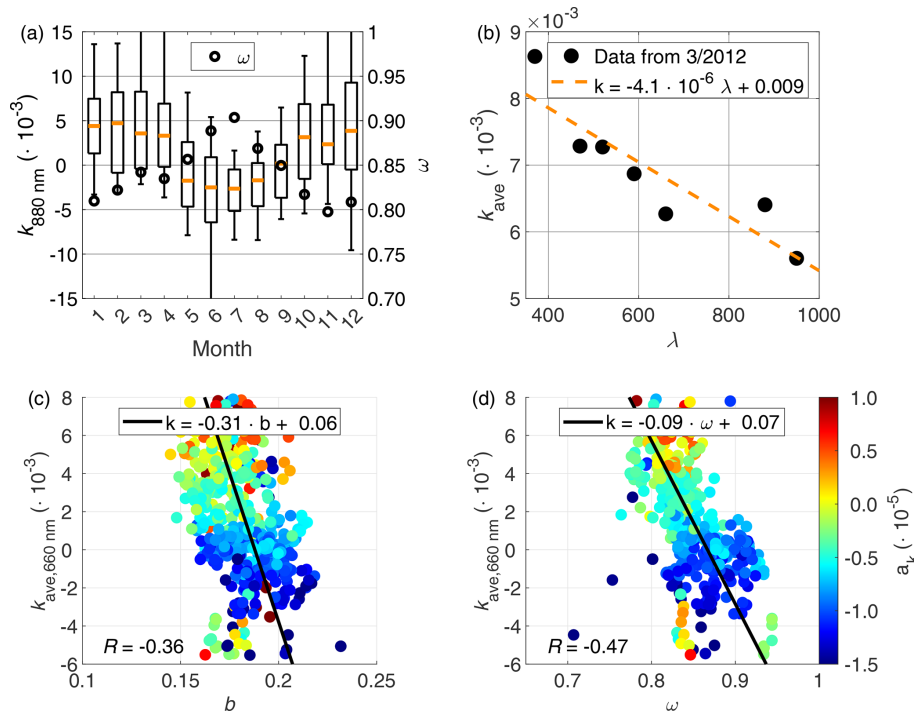 (a)
ω
15
10
5
0
-5
-10
-15
k880 nm (· 10-3)
1
0.95
0.90
0.85
0.80
0.75
0.70
ω
1 2 3 4 5 6 7 8 9 10 11 12
Month
(b)
×10-3
Data from 3/2012
k = -4.1 · 10-6 λ + 0.009
9
8
7
6
5
kave (· 10-3)
400 600 800 1000
λ
(c)
k = -0.31 · b + 0.06
8
6
4
2
0
-2
-4
-6
kave,660 nm (· 10-3)
R = -0.36
0.1 0.15 0.2 0.25
b
(d)
k = -0.09 · ω + 0.07
8
6
4
2
0
-2
-4
-6
kave,660 nm (· 10-3)
R = -0.47
0.7 0.8 0.9 1
ω
1.0
0.5
0.0
-0.5
-1.0
-1.5
ak (· 10-5)